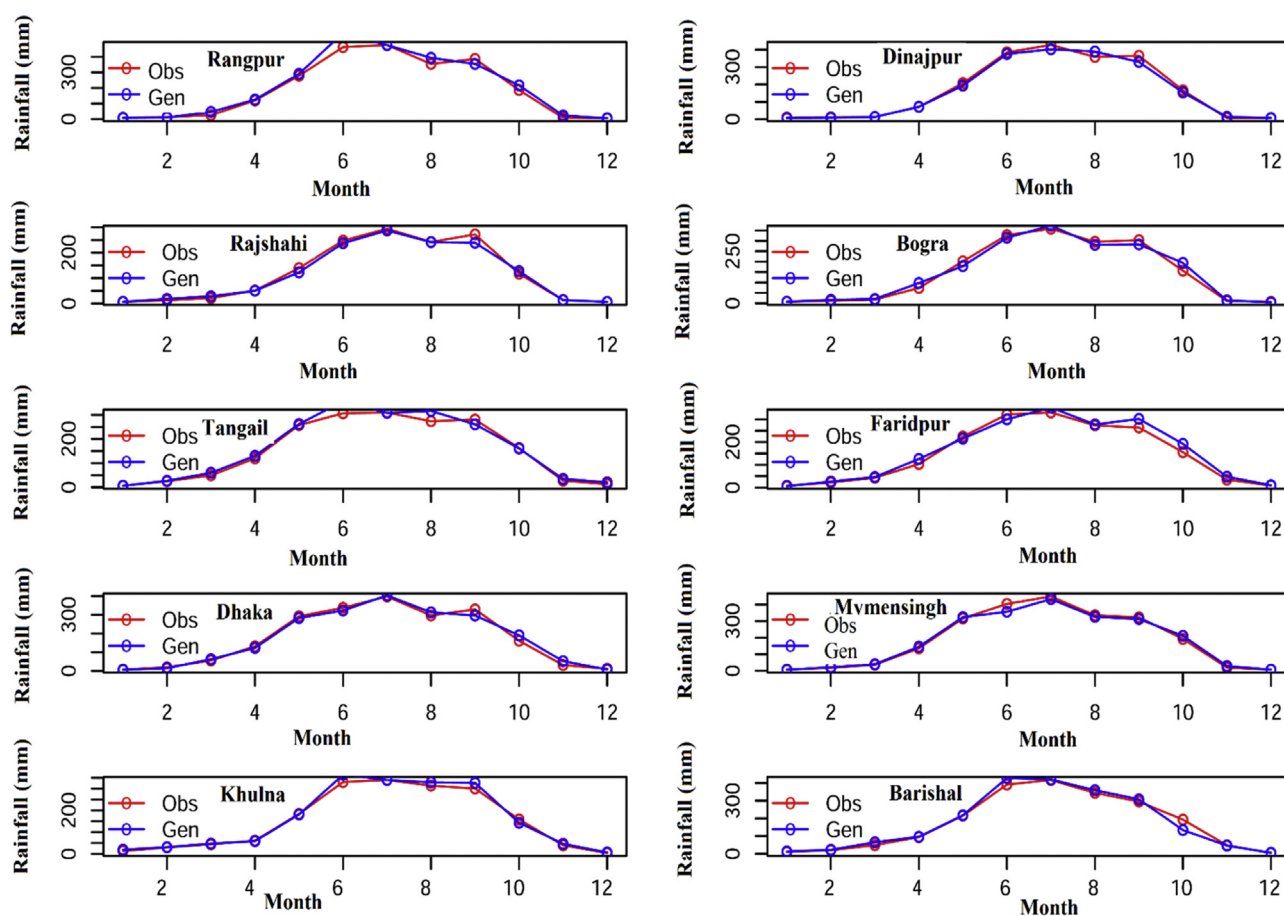 Rainfall (mm)
300
0
Rangpur
Obs
Gen
2 4 6 8 10 12
Month
Rainfall (mm)
300
0
Dinajpur
Obs
Gen
2 4 6 8 10 12
Month
Rainfall (mm)
200
0
Rajshahi
Obs
Gen
2 4 6 8 10 12
Month
Rainfall (mm)
250
0
Bogra
Obs
Gen
2 4 6 8 10 12
Month
Rainfall (mm)
200
0
Tangail
Obs
Gen
2 4 6 8 10 12
Month
Rainfall (mm)
200
0
Faridpur
Obs
Gen
2 4 6 8 10 12
Month
Rainfall (mm)
300
0
Dhaka
Obs
Gen
2 4 6 8 10 12
Month
Rainfall (mm)
300
0
Mymensingh
Obs
Gen
2 4 6 8 10 12
Month
Rainfall (mm)
200
0
Khulna
Obs
Gen
2 4 6 8 10 12
Month
Rainfall (mm)
300
0
Barishal
Obs
Gen
2 4 6 8 10 12
Month